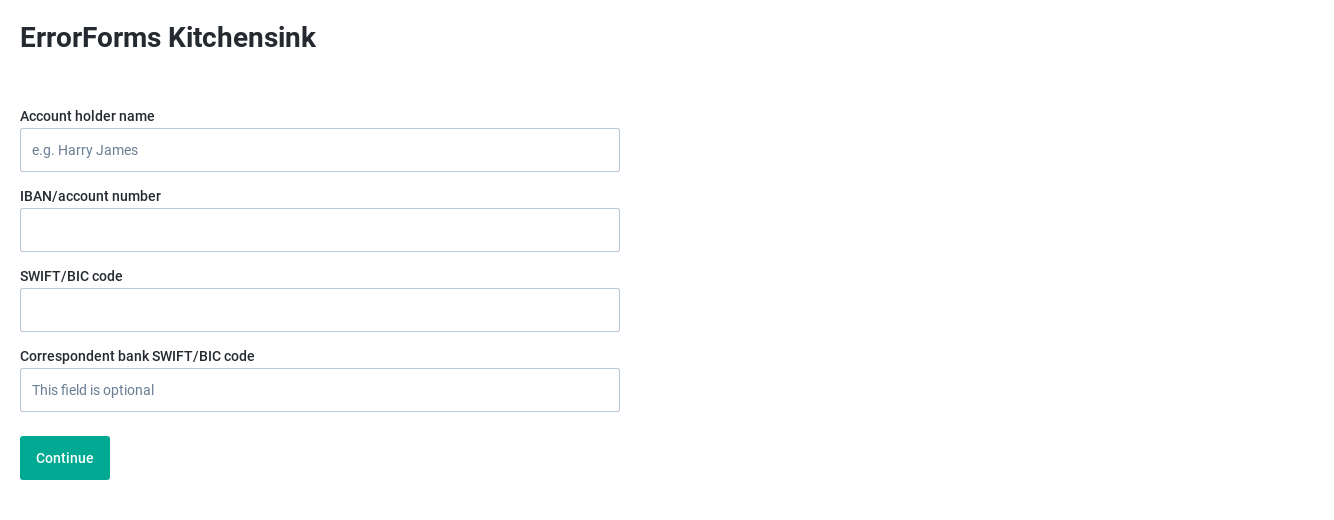 ErrorForms Kitchensink
Account holder name
e.g. Harry James
IBAN/account number
SWIFT/BIC code
Correspondent bank SWIFT/BIC code
This field is optional
Continue